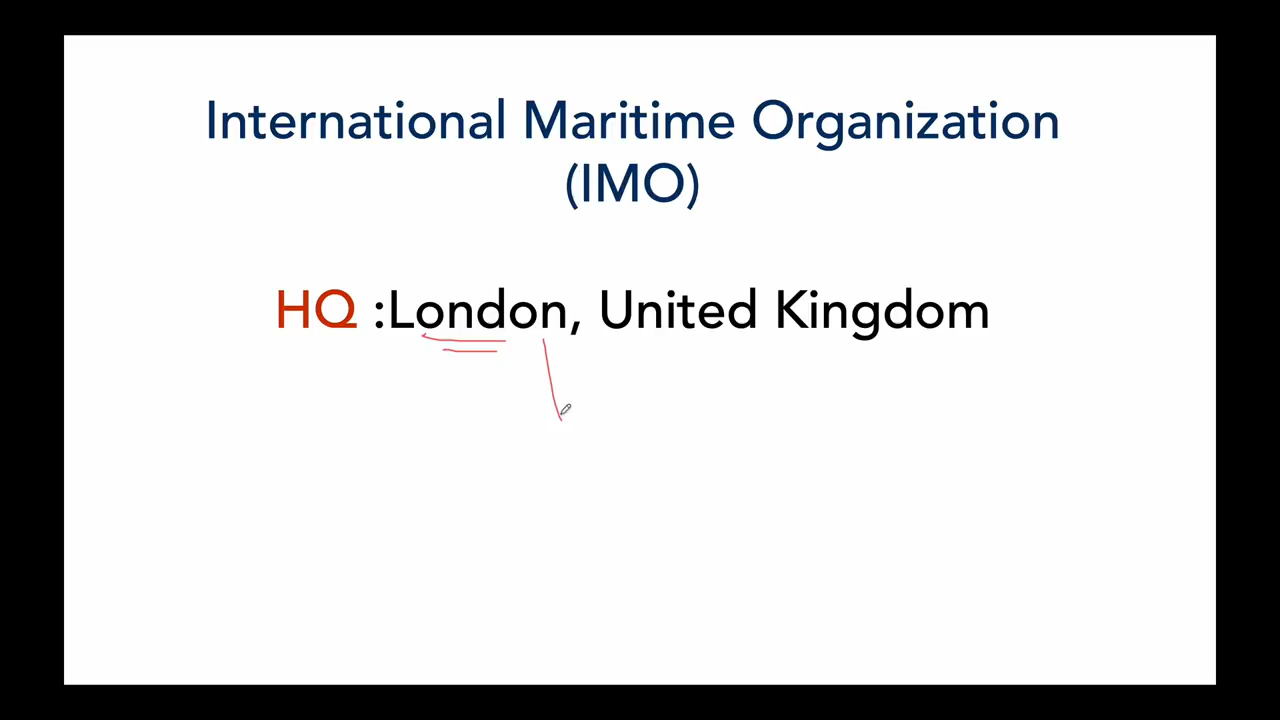 International Maritime Organization
(IMO)
HQ :London, United Kingdom